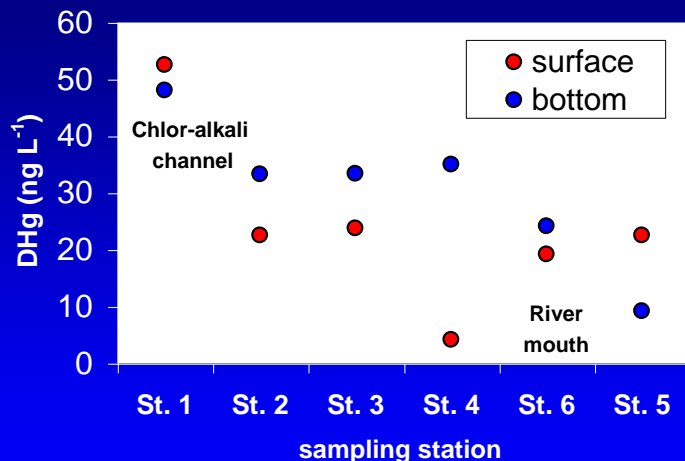 60
50
40
30
20
10
0
DHg (ng L⁻¹)
surface
bottom
Chlor-alkali
channel
River
mouth
St. 1 St. 2 St. 3 St. 4 St. 6 St. 5
sampling station